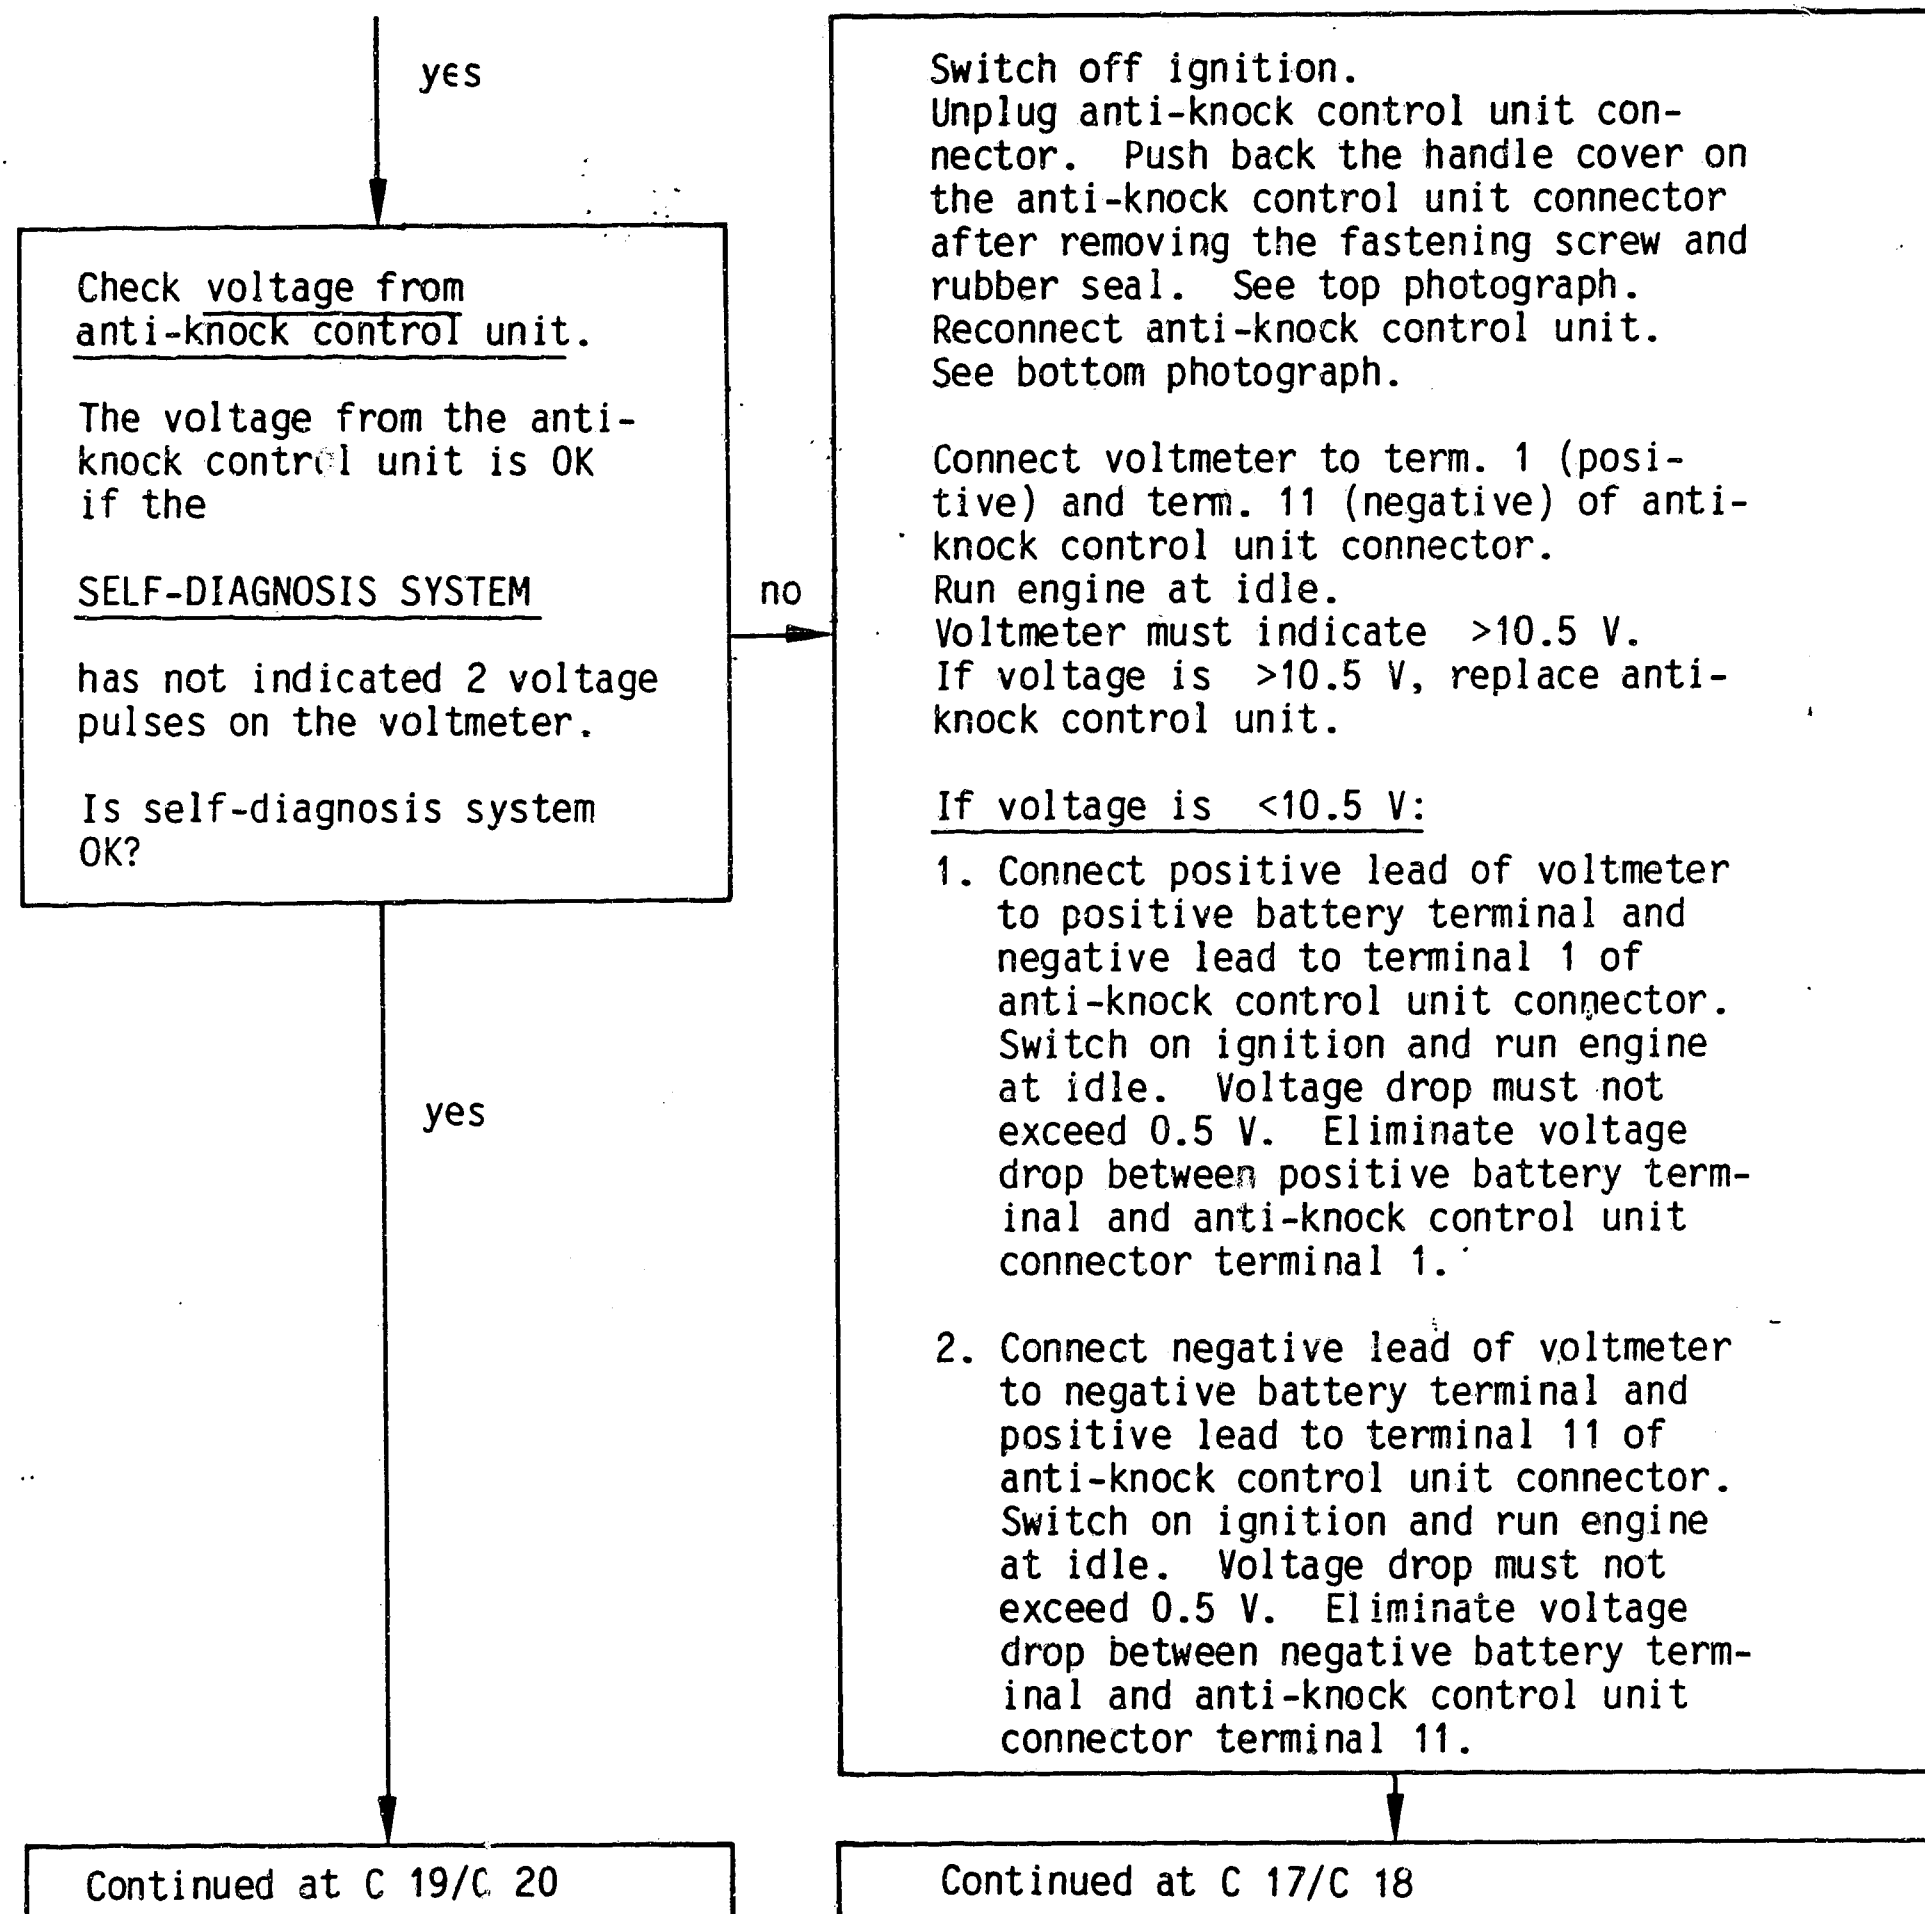 yes
Check voltage from
anti-knock control unit.
The voltage from the anti-
knock control unit is OK
if the
SELF-DIAGNOSIS SYSTEM
has not indicated 2 voltage
pulses on the voltmeter.
Is self-diagnosis system
OK?
no
yes
Continued at C 19/C 20
Switch off ignition.
Unplug anti-knock control unit con-
nector. Push back the handle cover on
the anti-knock control unit connector
after removing the fastening screw and
rubber seal. See top photograph.
Reconnect anti-knock control unit.
See bottom photograph.
Connect voltmeter to term. 1 (posi-
tive) and term. 11 (negative) of anti-
knock control unit connector.
Run engine at idle.
Voltmeter must indicate >10.5 V.
If voltage is >10.5 V, replace anti-
knock control unit.
If voltage is <10.5 V:
1. Connect positive lead of voltmeter
to positive battery terminal and
negative lead to terminal 1 of
anti-knock control unit connector.
Switch on ignition and run engine
at idle. Voltage drop must not
exceed 0.5 V. Eliminate voltage
drop between positive battery term-
inal and anti-knock control unit
connector terminal 1.
2. Connect negative lead of voltmeter
to negative battery terminal and
positive lead to terminal 11 of
anti-knock control unit connector.
Switch on ignition and run engine
at idle. Voltage drop must not
exceed 0.5 V. Eliminate voltage
drop between negative battery term-
inal and anti-knock control unit
connector terminal 11.
Continued at C 17/C 18